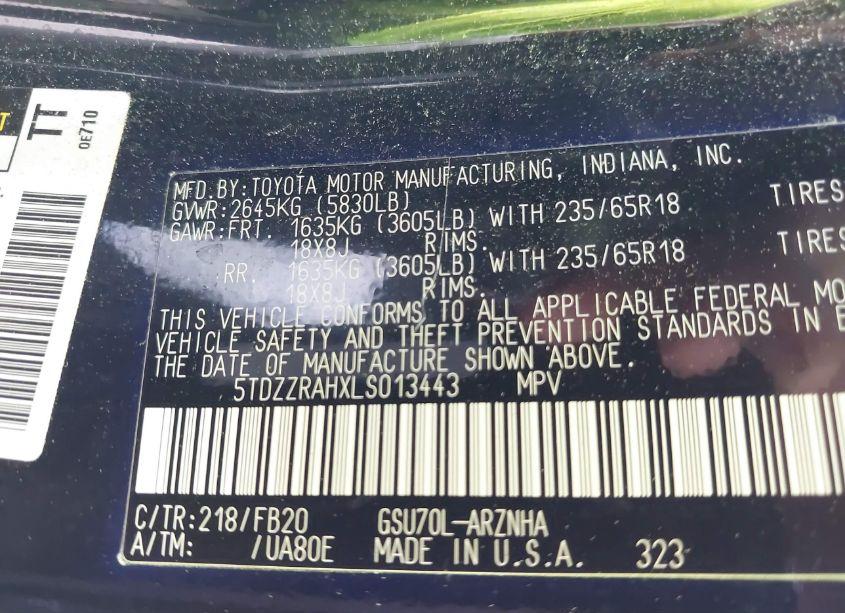 TT
0E710
MFD. BY: TOYOTA MOTOR MANUFACTURING, INDIANA, INC.
GVWR: 2645KG (5830LB)
GAWR: FRT. 1635KG (3605LB) WITH 235/65R18 TIRES
18X8J RIMS.
RR. 1635KG (3605LB) WITH 235/65R18 TIRES
18X8J RIMS.
THIS VEHICLE CONFORMS TO ALL APPLICABLE FEDERAL MO
VEHICLE SAFETY AND THEFT PREVENTION STANDARDS IN E
THE DATE OF MANUFACTURE SHOWN ABOVE.
5TDZZRAHXLS013443 MPV
C/TR: 218/FB20 GSU70L-ARZNHA
A/TM: /UA80E MADE IN U.S.A. 323